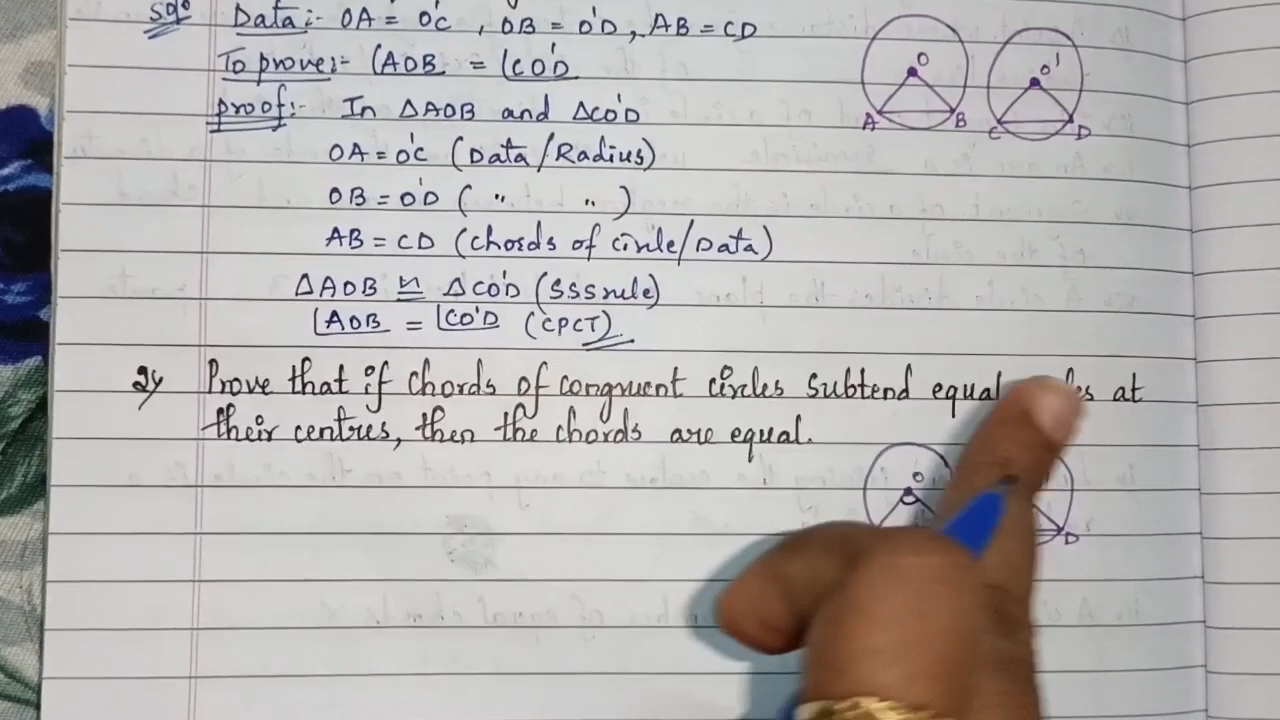 Solo Data:- OA = O'C , OB = O'D, AB = CD
To prove:- ⌊AOB = ⌊CO'D
proof:- In ΔAOB and ΔCO'D
OA = O'C (Data/Radius)
OB = O'D ( " " )
AB = CD (chords of circle/Data)
ΔAOB ≅ ΔCO'D (SSS rule)
⌊AOB = ⌊CO'D (CPCT)
O
O'
A
B
C
D
2) Prove that if chords of congruent circles subtend equal at
their centres, then the chords are equal.
O
D